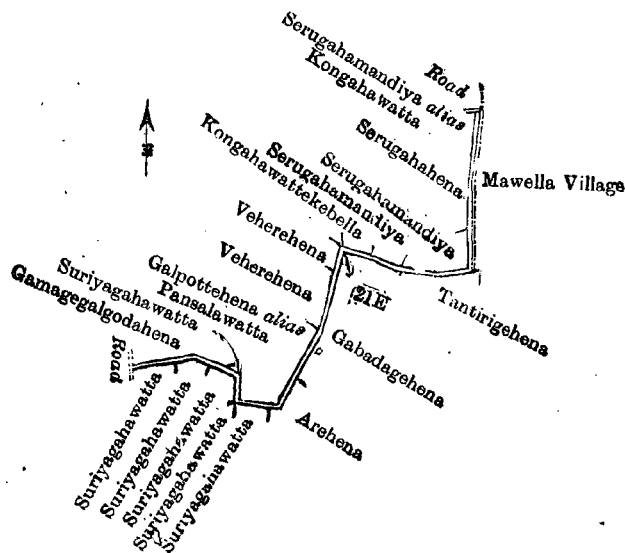 Serugahamandiya alias
Kongahawatta
Road
Serugahahena
Mawella Village
Serugahamandiya
Serugahamandiya
Kongahawattekebella
N
Veherehena
Veherehena
21E
Tantirigehena
Galpottehena alias
Pansalawatta
Suriyagahawatta
Gamagegalgodahena
Gabadagehena
Road
Arehena
Suriyagahawatta
Suriyagahawatta
Suriyagahawatta
Suriyagahawatta
Suriyagahawatta